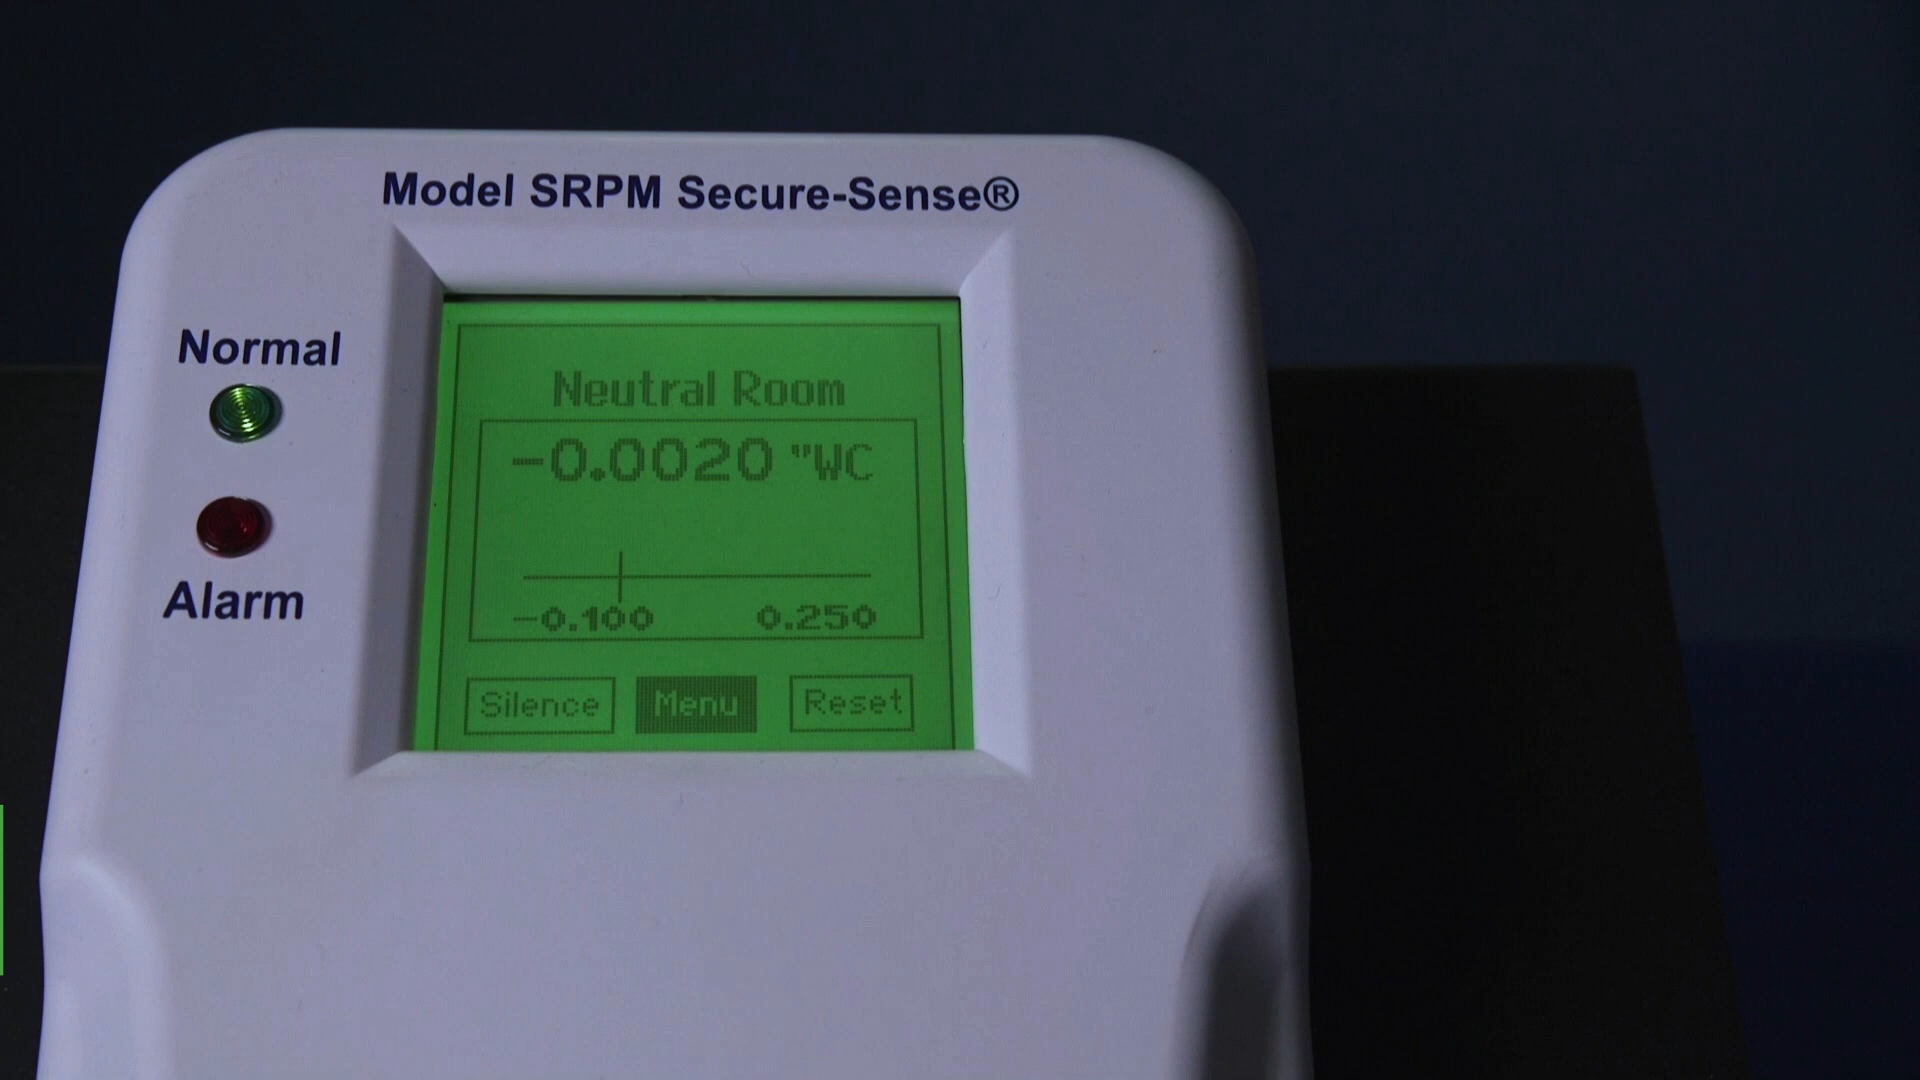 Model SRPM Secure-Sense®
Normal
Alarm
Neutral Room
-0.0020 "WC
-0.100 0.250
Silence Menu Reset